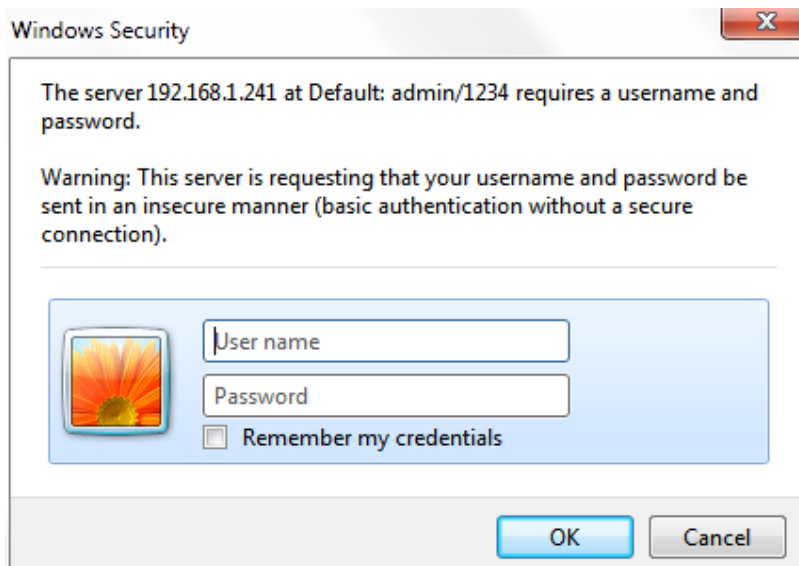 Windows Security
The server 192.168.1.241 at Default: admin/1234 requires a username and
password.
Warning: This server is requesting that your username and password be
sent in an insecure manner (basic authentication without a secure
connection).
User name
Password
Remember my credentials
OK
Cancel